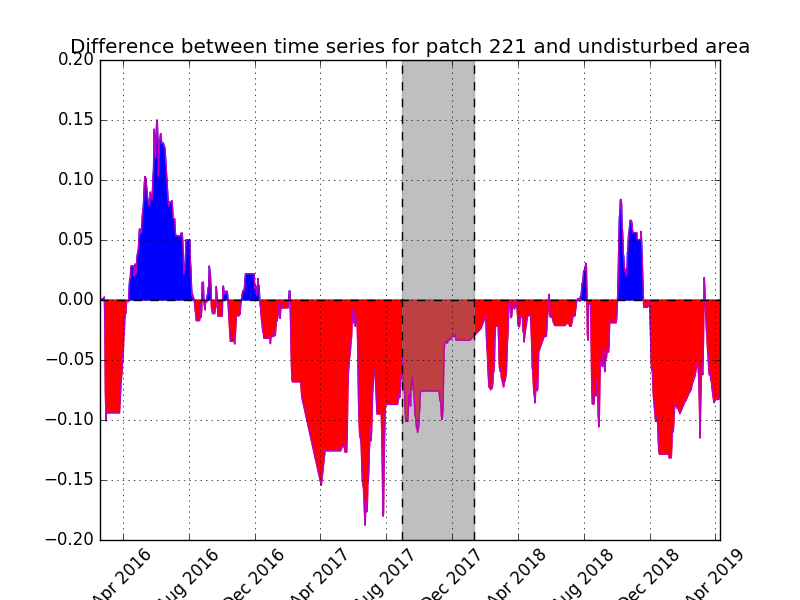 Difference between time series for patch 221 and undisturbed area
0.20
0.15
0.10
0.05
0.00
−0.05
−0.10
−0.15
−0.20
Apr 2016
Aug 2016
Dec 2016
Apr 2017
Aug 2017
Dec 2017
Apr 2018
Aug 2018
Dec 2018
Apr 2019